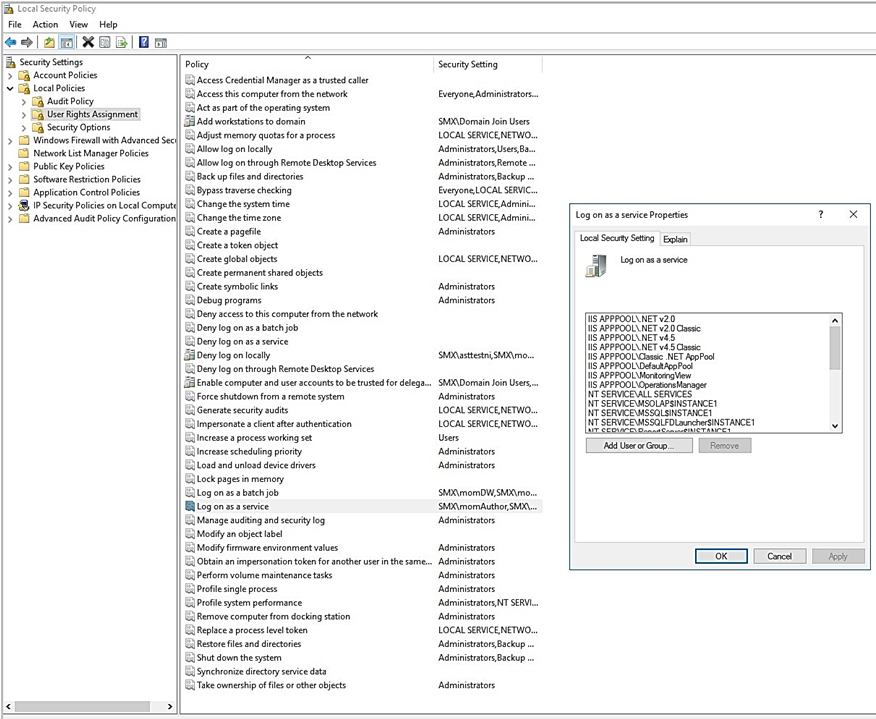 Local Security Policy
File Action View Help
Security Settings
Account Policies
Local Policies
Audit Policy
User Rights Assignment
Security Options
Windows Firewall with Advanced Secu
Network List Manager Policies
Public Key Policies
Software Restriction Policies
Application Control Policies
IP Security Policies on Local Compute
Advanced Audit Policy Configuration
Policy Security Setting
Access Credential Manager as a trusted caller
Access this computer from the network Everyone,Administrators...
Act as part of the operating system
Add workstations to domain SMX\Domain Join Users
Adjust memory quotas for a process LOCAL SERVICE,NETWO...
Allow log on locally Administrators,Users,Ba...
Allow log on through Remote Desktop Services Administrators,Remote ...
Back up files and directories Administrators,Backup ...
Bypass traverse checking Everyone,LOCAL SERVIC...
Change the system time LOCAL SERVICE,Admini...
Change the time zone LOCAL SERVICE,Admini...
Create a pagefile Administrators
Create a token object
Create global objects LOCAL SERVICE,NETWO...
Create permanent shared objects
Create symbolic links Administrators
Debug programs Administrators
Deny access to this computer from the network
Deny log on as a batch job
Deny log on as a service
Deny log on locally SMX\asttestni,SMX\mo...
Deny log on through Remote Desktop Services
Enable computer and user accounts to be trusted for delega... SMX\Domain Join Users,...
Force shutdown from a remote system Administrators
Generate security audits LOCAL SERVICE,NETWO...
Impersonate a client after authentication LOCAL SERVICE,NETWO...
Increase a process working set Users
Increase scheduling priority Administrators
Load and unload device drivers Administrators
Lock pages in memory
Log on as a batch job SMX\momDW,SMX\mo...
Log on as a service SMX\momAuthor,SMX\...
Manage auditing and security log Administrators
Modify an object label
Modify firmware environment values Administrators
Obtain an impersonation token for another user in the same... Administrators
Perform volume maintenance tasks Administrators
Profile single process Administrators
Profile system performance Administrators,NT SERVI...
Remove computer from docking station Administrators
Replace a process level token LOCAL SERVICE,NETWO...
Restore files and directories Administrators,Backup ...
Shut down the system Administrators,Backup ...
Synchronize directory service data
Take ownership of files or other objects Administrators
Log on as a service Properties
Local Security Setting Explain
Log on as a service
IIS APPPOOL\.NET v2.0
IIS APPPOOL\.NET v2.0 Classic
IIS APPPOOL\.NET v4.5
IIS APPPOOL\.NET v4.5 Classic
IIS APPPOOL\Classic .NET AppPool
IIS APPPOOL\DefaultAppPool
IIS APPPOOL\MonitoringView
IIS APPPOOL\OperationsManager
NT SERVICE\ALL SERVICES
NT SERVICE\MSOLAP$INSTANCE1
NT SERVICE\MSSQL$INSTANCE1
NT SERVICE\MSSQLFDLauncher$INSTANCE1
NT SERVICE\ReportServer$INSTANCE1
Add User or Group... Remove
OK Cancel Apply